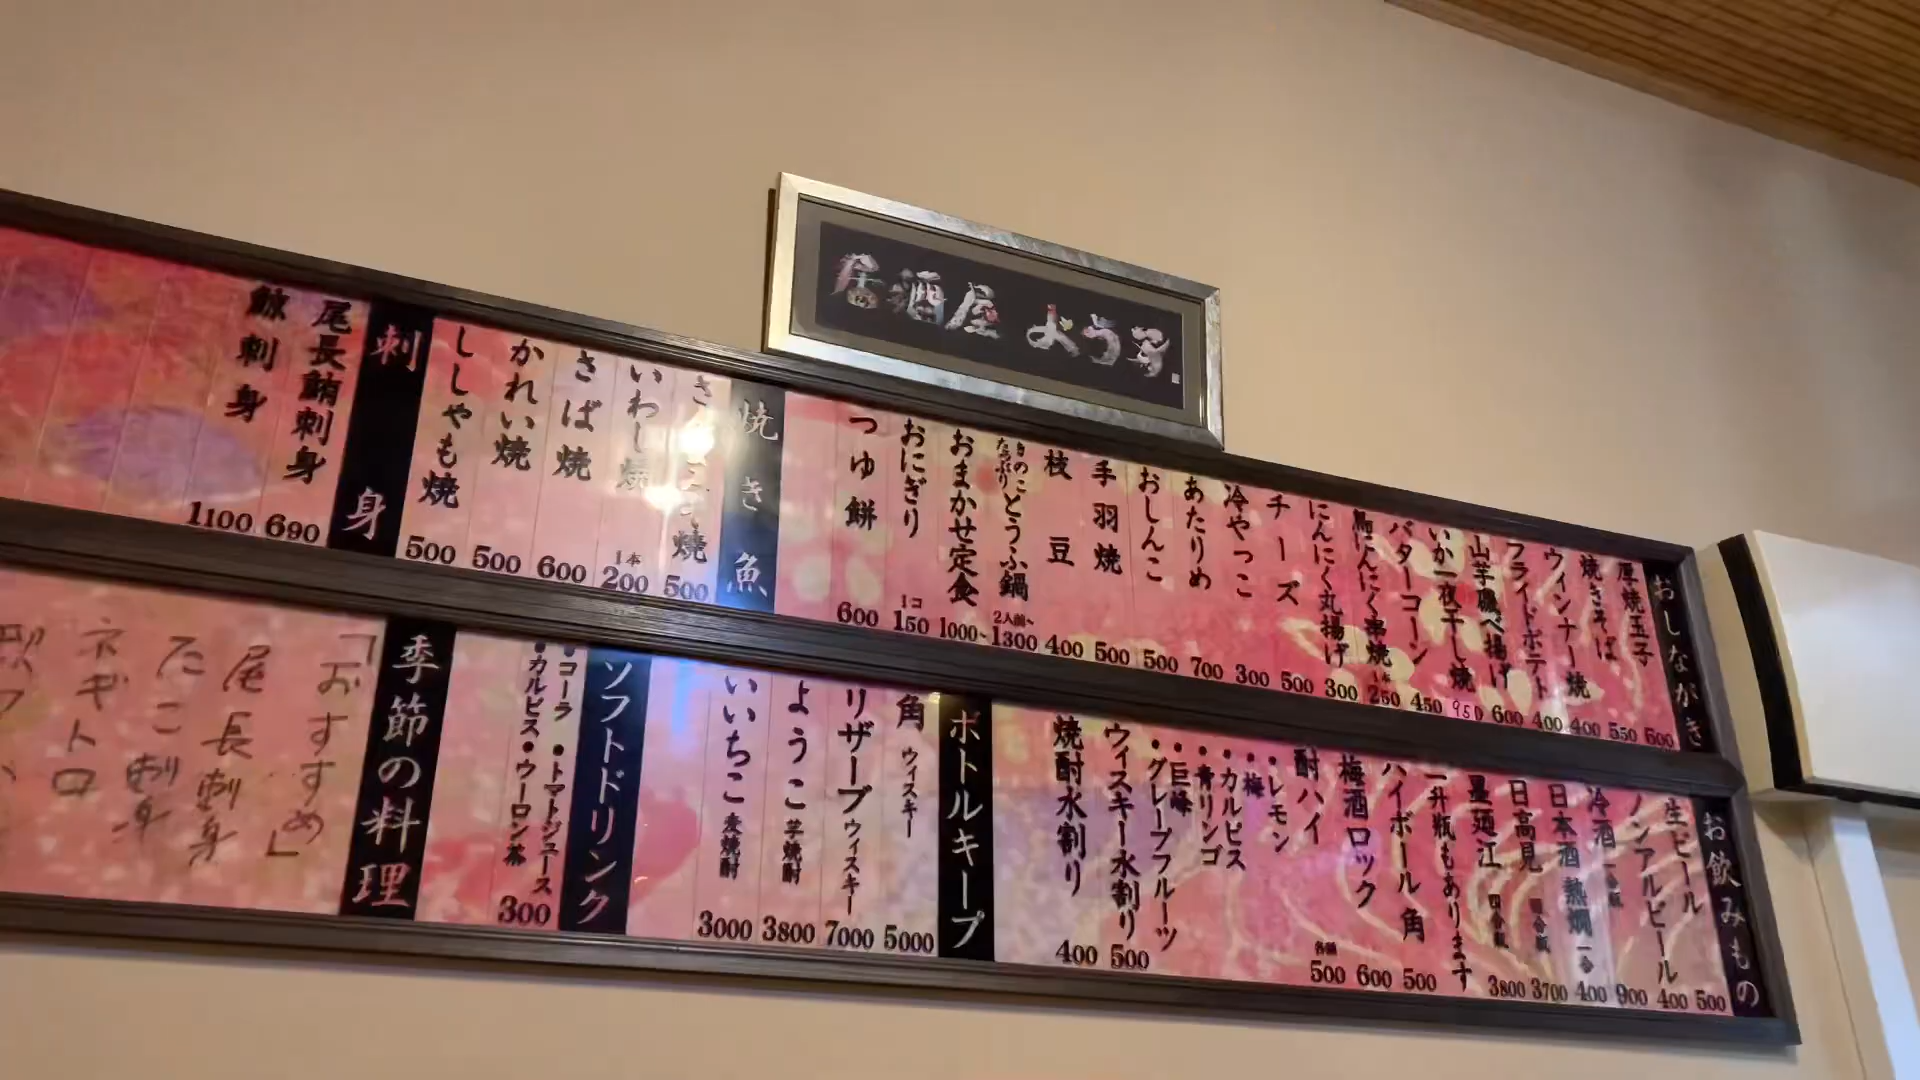 居酒屋 よう子
おしながき
厚焼玉子 600
焼きそば 550
ウィンナー焼 400
フライドポテト 400
山芋磯べ揚げ 600
いか一夜干し焼 950
バターコーン 450
にんにく串焼 1本 250
にんにく丸揚げ 300
チーズ 500
冷やっこ 300
あたりめ 700
おしんこ 500
手羽焼 500
枝豆 400
きのこたっぷりとうふ鍋 2人前~1300
おまかせ定食 1000~
おにぎり 1コ 150
つゆ餅 600
焼き魚
焼 500
いわし焼 1本 200
さば焼 600
かれい焼 500
ししゃも焼 500
刺身
尾長鮪刺身 690
刺身 1100
お飲みもの
生ビール 500
ノンアルビール 400
冷酒 900
日本酒 熱燗 400
日高見 四合瓶 3700
墨廼江 四合瓶 3800
一升瓶もあります
ハイボール 角 500
梅酒ロック 600
酎ハイ 各種 500
・レモン
・梅
・カルピス
・青リンゴ
・巨峰
・グレープフルーツ
ウィスキー水割り 500
焼酎水割り 400
ボトルキープ
角 ウィスキー 5000
リザーブ ウィスキー 7000
ようこ 芋焼酎 3800
いいちこ 麦焼酎 3000
ソフトドリンク
・コーラ ・トマトジュース
・カルピス ・ウーロン茶
300
季節の料理
「おすすめ」
尾長刺身
たこ刺身
ネギトロ